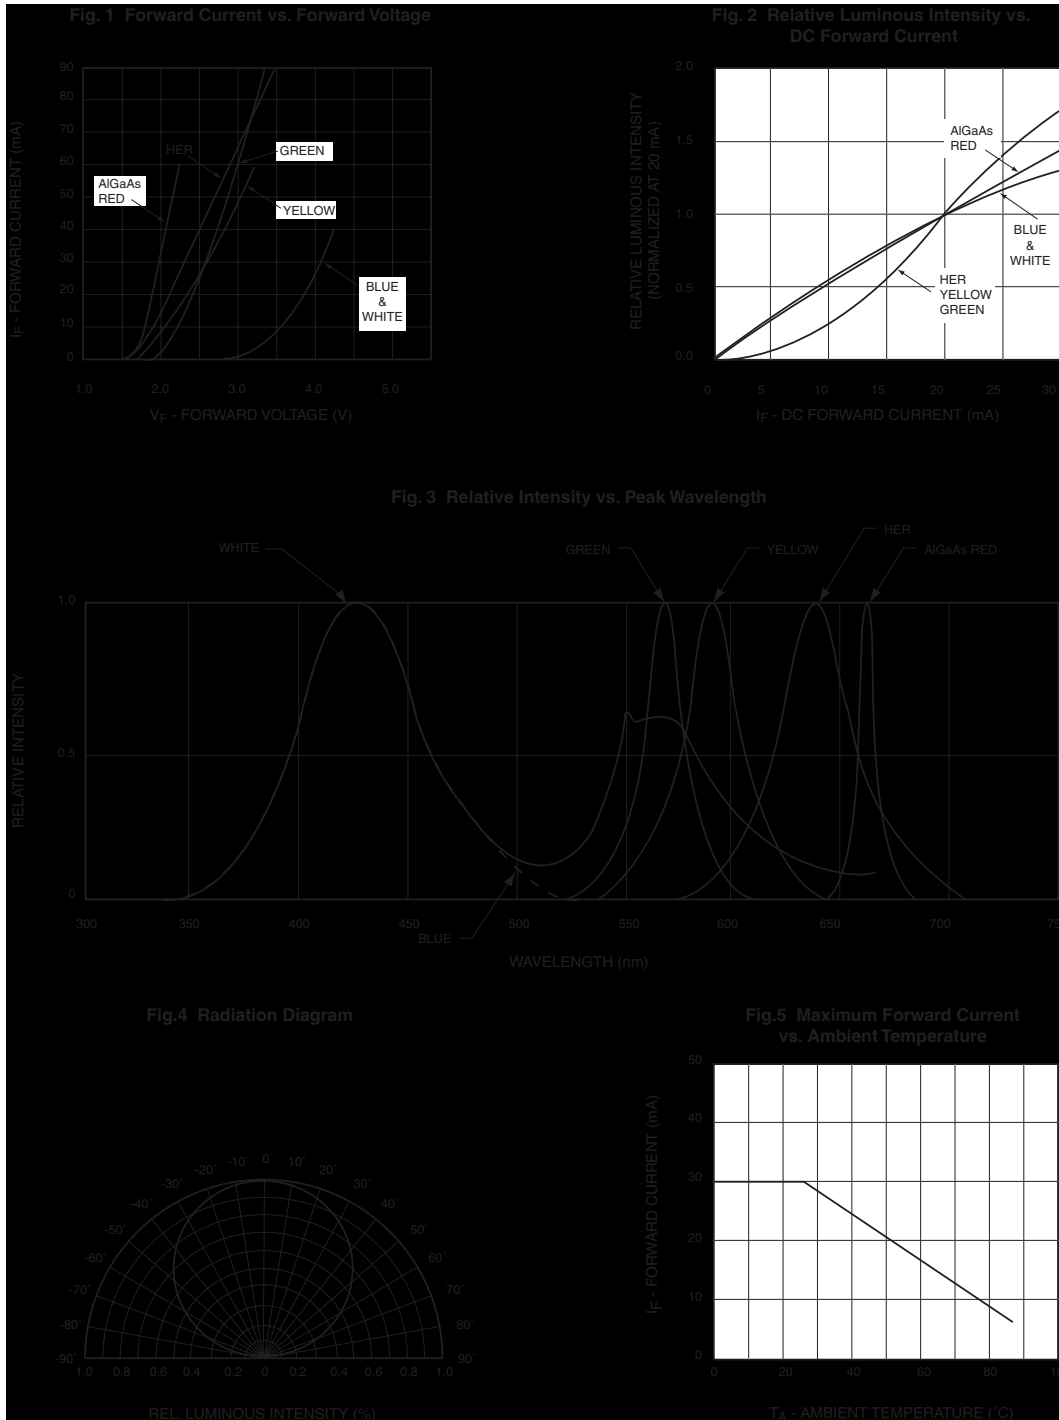 Fig. 1 Forward Current vs. Forward Voltage
90
80
70
60
50
40
30
20
10
0
IF - FORWARD CURRENT (mA)
HER
GREEN
AlGaAs
RED
YELLOW
BLUE
&
WHITE
1.0 2.0 3.0 4.0 5.0
VF - FORWARD VOLTAGE (V)
Fig. 2 Relative Luminous Intensity vs.
DC Forward Current
2.0
1.5
1.0
0.5
0.0
RELATIVE LUMINOUS INTENSITY
(NORMALIZED AT 20 mA)
AlGaAs
RED
BLUE
&
WHITE
HER
YELLOW
GREEN
0 5 10 15 20 25 30
IF - DC FORWARD CURRENT (mA)
Fig. 3 Relative Intensity vs. Peak Wavelength
HER
WHITE GREEN YELLOW AlGaAs RED
1.0
0.5
0
RELATIVE INTENSITY
300 350 400 450 500 550 600 650 700 75
BLUE
WAVELENGTH (nm)
Fig.4 Radiation Diagram
-90˚ -80˚ -70˚ -60˚ -50˚ -40˚ -30˚ -20˚ -10˚ 0˚ 10˚ 20˚ 30˚ 40˚ 50˚ 60˚ 70˚ 80˚ 90˚
1.0 0.8 0.6 0.4 0.2 0 0.2 0.4 0.6 0.8 1.0
REL. LUMINOUS INTENSITY (%)
Fig.5 Maximum Forward Current
vs. Ambient Temperature
50
40
30
20
10
0
IF - FORWARD CURRENT (mA)
0 20 40 60 80 10
TA - AMBIENT TEMPERATURE (˚C)